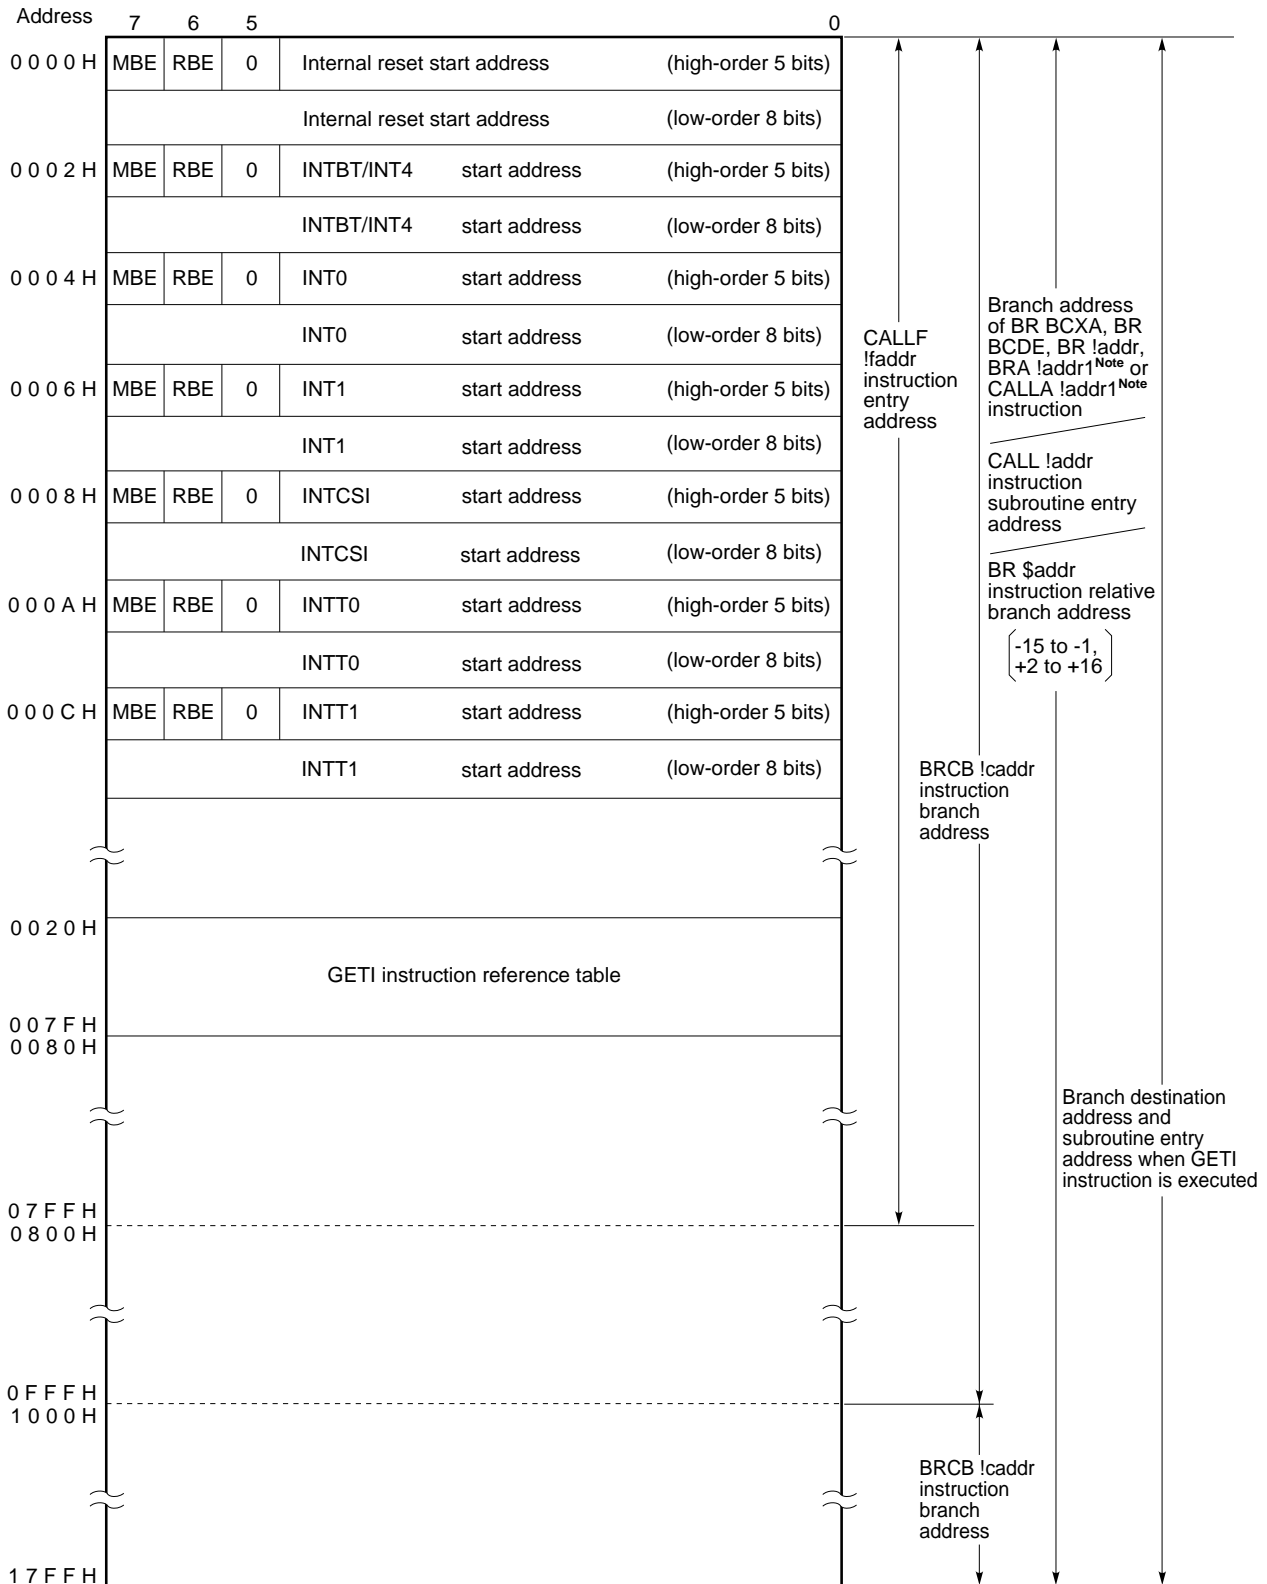 Address 7 6 5 0
0000H MBE RBE 0 Internal reset start address (high-order 5 bits)
Internal reset start address (low-order 8 bits)
0002H MBE RBE 0 INTBT/INT4 start address (high-order 5 bits)
INTBT/INT4 start address (low-order 8 bits)
0004H MBE RBE 0 INT0 start address (high-order 5 bits)
INT0 start address (low-order 8 bits)
0006H MBE RBE 0 INT1 start address (high-order 5 bits)
INT1 start address (low-order 8 bits)
0008H MBE RBE 0 INTCSI start address (high-order 5 bits)
INTCSI start address (low-order 8 bits)
000AH MBE RBE 0 INTT0 start address (high-order 5 bits)
INTT0 start address (low-order 8 bits)
000CH MBE RBE 0 INTT1 start address (high-order 5 bits)
INTT1 start address (low-order 8 bits)
0020H
GETI instruction reference table
007FH
0080H
07FFH
0800H
0FFFH
1000H
17FFH
CALLF
!faddr
instruction
entry
address
BRCB !caddr
instruction
branch
address
BRCB !caddr
instruction
branch
address
Branch address
of BR BCXA, BR
BCDE, BR !addr,
BRA !addr1Note or
CALLA !addr1Note
instruction
CALL !addr
instruction
subroutine entry
address
BR $addr
instruction relative
branch address
-15 to -1,
+2 to +16
Branch destination
address and
subroutine entry
address when GETI
instruction is executed